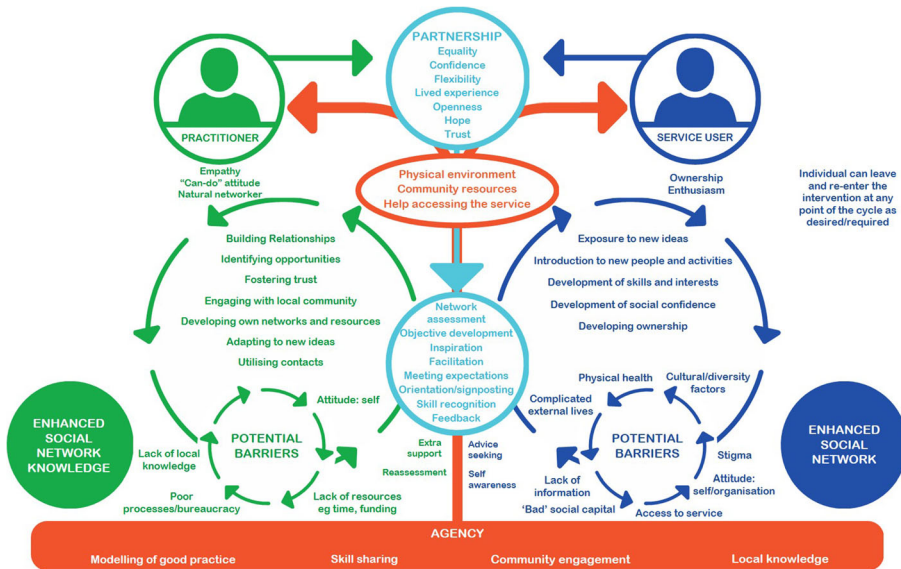 PARTNERSHIP
Equality
Confidence
Flexibility
Lived experience
Openness
Hope
Trust
PRACTITIONER
Empathy
"Can-do" attitude
Natural networker
SERVICE USER
Ownership
Enthusiasm
Individual can leave
and re-enter the
intervention at any
point of the cycle as
desired/required
Physical environment
Community resources
Help accessing the service
Building Relationships
Identifying opportunities
Fostering trust
Engaging with local community
Developing own networks and resources
Adapting to new ideas
Utilising contacts
Exposure to new ideas
Introduction to new people and activities
Development of skills and interests
Development of social confidence
Developing ownership
Network
assessment
Objective development
Inspiration
Facilitation
Meeting expectations
Orientation/signposting
Skill recognition
Feedback
ENHANCED
SOCIAL
NETWORK
KNOWLEDGE
POTENTIAL
BARRIERS
Attitude: self
Lack of local
knowledge
Poor
processes/bureaucracy
Lack of resources
eg time, funding
Extra
support
Reassessment
Advice
seeking
Self
awareness
POTENTIAL
BARRIERS
Physical health
Cultural/diversity
factors
Complicated
external lives
Stigma
Lack of
information
Attitude:
self/organisation
'Bad' social capital
Access to service
ENHANCED
SOCIAL
NETWORK
AGENCY
Modelling of good practice
Skill sharing
Community engagement
Local knowledge